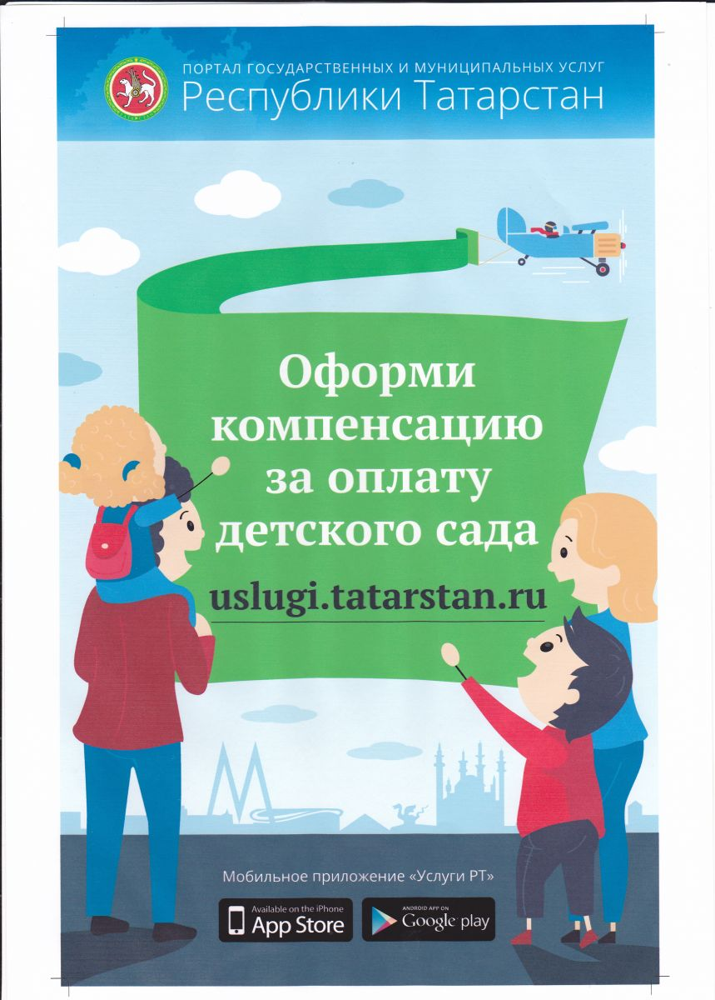 ПОРТАЛ ГОСУДАРСТВЕННЫХ И МУНИЦИПАЛЬНЫХ УСЛУГ
Республики Татарстан
Оформи
компенсацию
за оплату
детского сада
uslugi.tatarstan.ru
Мобильное приложение «Услуги РТ»
Available on the iPhone
App Store
ANDROID APP ON
Google play